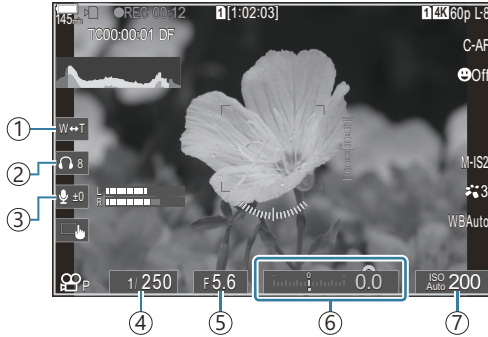 145 min ●REC 00:12 1 [1:02:03] 1 4K 60p L-8
TC00:00:01 DF
C-AF
Off
① W↔T
② 8
M-IS2
③ ±0 L
R
3
WBAuto
P 1/ 250 F5.6 0 0.0 ISO Auto 200
④ ⑤ ⑥ ⑦